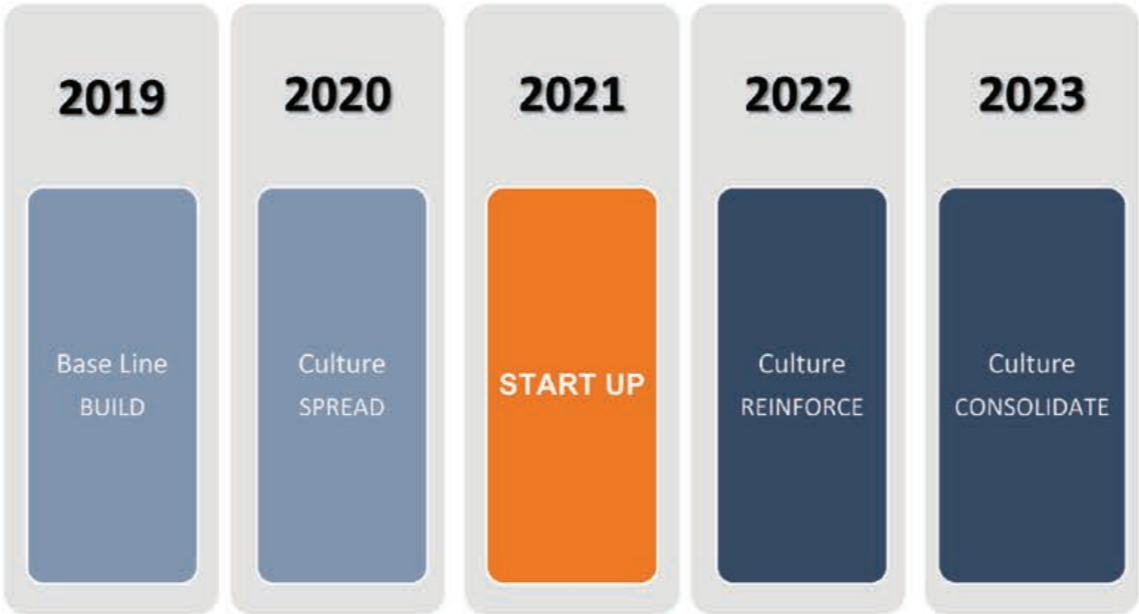 2019
Base Line
BUILD
2020
Culture
SPREAD
2021
START UP
2022
Culture
REINFORCE
2023
Culture
CONSOLIDATE